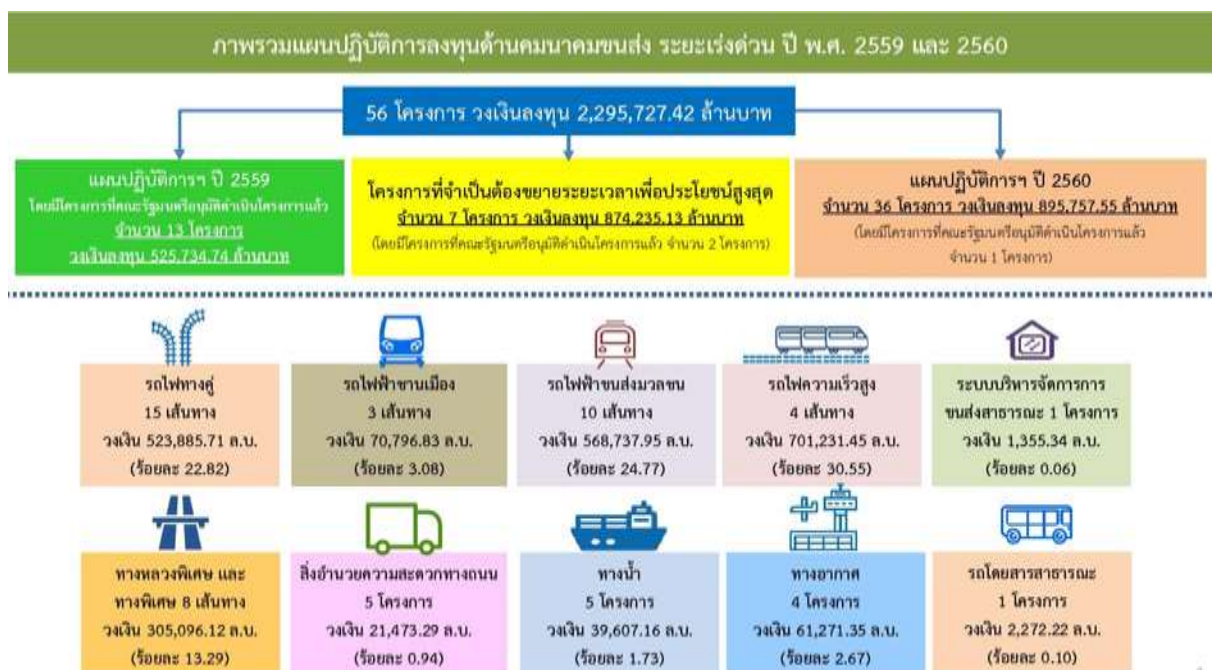 ภาพรวมแผนปฏิบัติการลงทุนด้านคมนาคมขนส่ง ระยะเร่งด่วน ปี พ.ศ. 2559 และ 2560
56 โครงการ วงเงินลงทุน 2,295,727.42 ล้านบาท
แผนปฏิบัติการฯ ปี 2559
โดยมีโครงการที่คณะรัฐมนตรีอนุมัติดำเนินโครงการแล้ว
จำนวน 13 โครงการ
วงเงินลงทุน 525,734.74 ล้านบาท
โครงการที่จำเป็นต้องขยายระยะเวลาเพื่อประโยชน์สูงสุด
จำนวน 7 โครงการ วงเงินลงทุน 874,235.13 ล้านบาท
(โดยมีโครงการที่คณะรัฐมนตรีอนุมัติดำเนินโครงการแล้ว จำนวน 2 โครงการ)
แผนปฏิบัติการฯ ปี 2560
จำนวน 36 โครงการ วงเงินลงทุน 895,757.55 ล้านบาท
(โดยมีโครงการที่คณะรัฐมนตรีอนุมัติดำเนินโครงการแล้ว
จำนวน 1 โครงการ)
รถไฟทางคู่
15 เส้นทาง
วงเงิน 523,885.71 ล.บ.
(ร้อยละ 22.82)
รถไฟฟ้าชานเมือง
3 เส้นทาง
วงเงิน 70,796.83 ล.บ.
(ร้อยละ 3.08)
รถไฟฟ้าขนส่งมวลชน
10 เส้นทาง
วงเงิน 568,737.95 ล.บ.
(ร้อยละ 24.77)
รถไฟความเร็วสูง
4 เส้นทาง
วงเงิน 701,231.45 ล.บ.
(ร้อยละ 30.55)
ระบบบริหารจัดการการ
ขนส่งสาธารณะ 1 โครงการ
วงเงิน 1,355.34 ล.บ.
(ร้อยละ 0.06)
ทางหลวงพิเศษ และ
ทางพิเศษ 8 เส้นทาง
วงเงิน 305,096.12 ล.บ.
(ร้อยละ 13.29)
สิ่งอำนวยความสะดวกทางถนน
5 โครงการ
วงเงิน 21,473.29 ล.บ.
(ร้อยละ 0.94)
ทางน้ำ
5 โครงการ
วงเงิน 39,607.16 ล.บ.
(ร้อยละ 1.73)
ทางอากาศ
4 โครงการ
วงเงิน 61,271.35 ล.บ.
(ร้อยละ 2.67)
รถโดยสารสาธารณะ
1 โครงการ
วงเงิน 2,272.22 ล.บ.
(ร้อยละ 0.10)